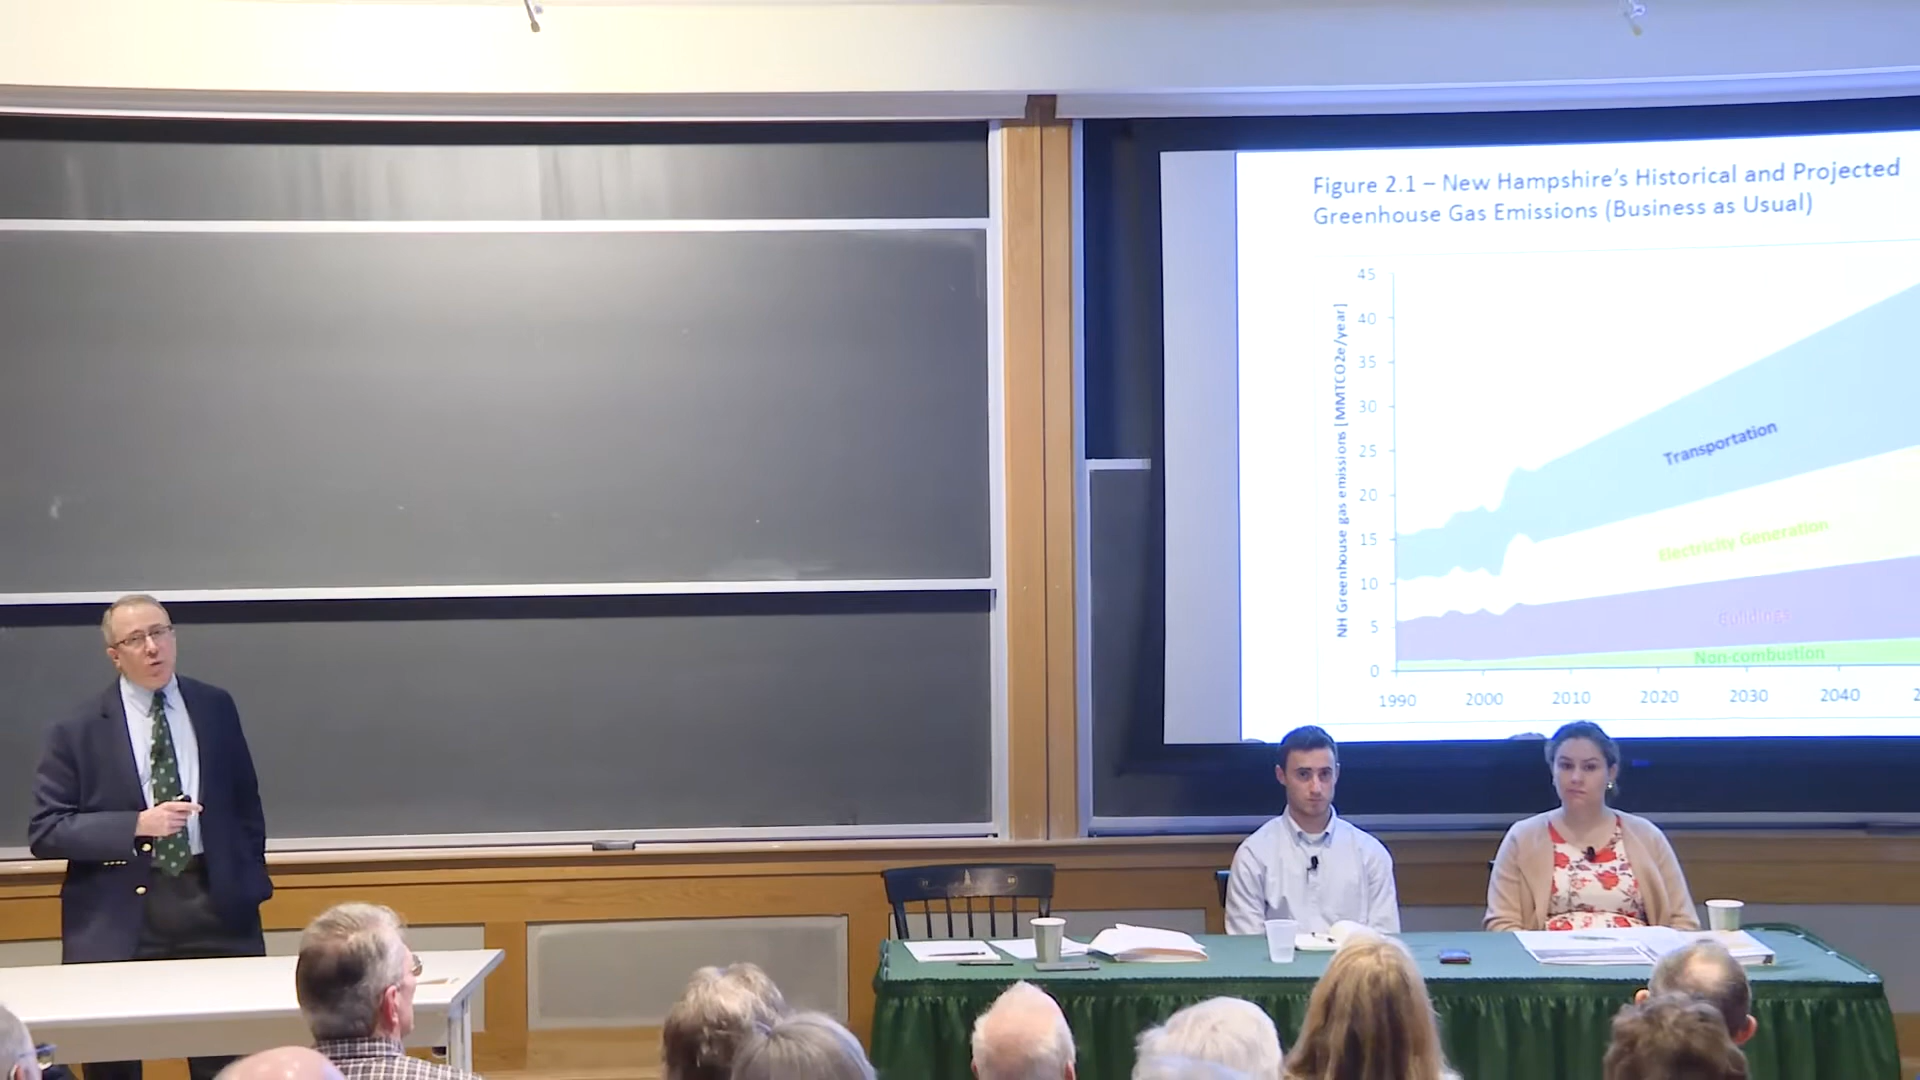 Figure 2.1 – New Hampshire's Historical and Projected
Greenhouse Gas Emissions (Business as Usual)
NH Greenhouse gas emissions [MMTCO2e/year]
45
40
35
30
25
20
15
10
5
0
Transportation
Electricity Generation
Buildings
Non-combustion
1990
2000
2010
2020
2030
2040